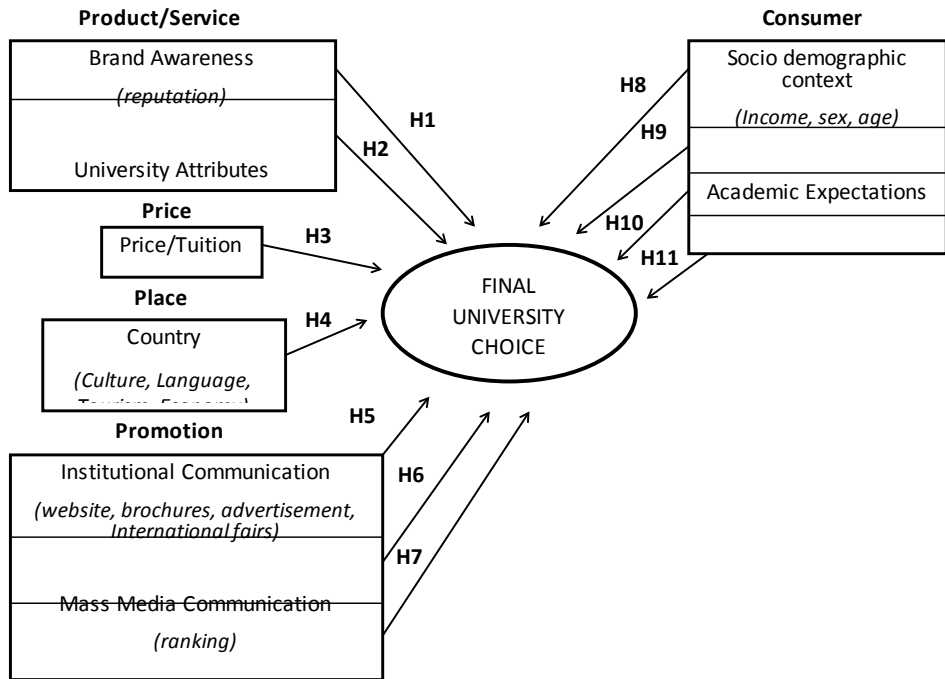 Product/Service
Brand Awareness
(reputation)
University Attributes
H1
H2
Price
Price/Tuition
H3
Place
Country
(Culture, Language,
Tourism, Economy)
H4
Promotion
Institutional Communication
(website, brochures, advertisement,
International fairs)
Mass Media Communication
(ranking)
H5
H6
H7
FINAL
UNIVERSITY
CHOICE
Consumer
Socio demographic
context
(Income, sex, age)
Academic Expectations
H8
H9
H10
H11